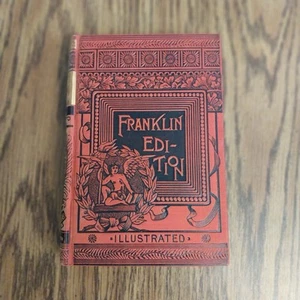 FRANKLIN
EDI-
TION
ILLUSTRATED